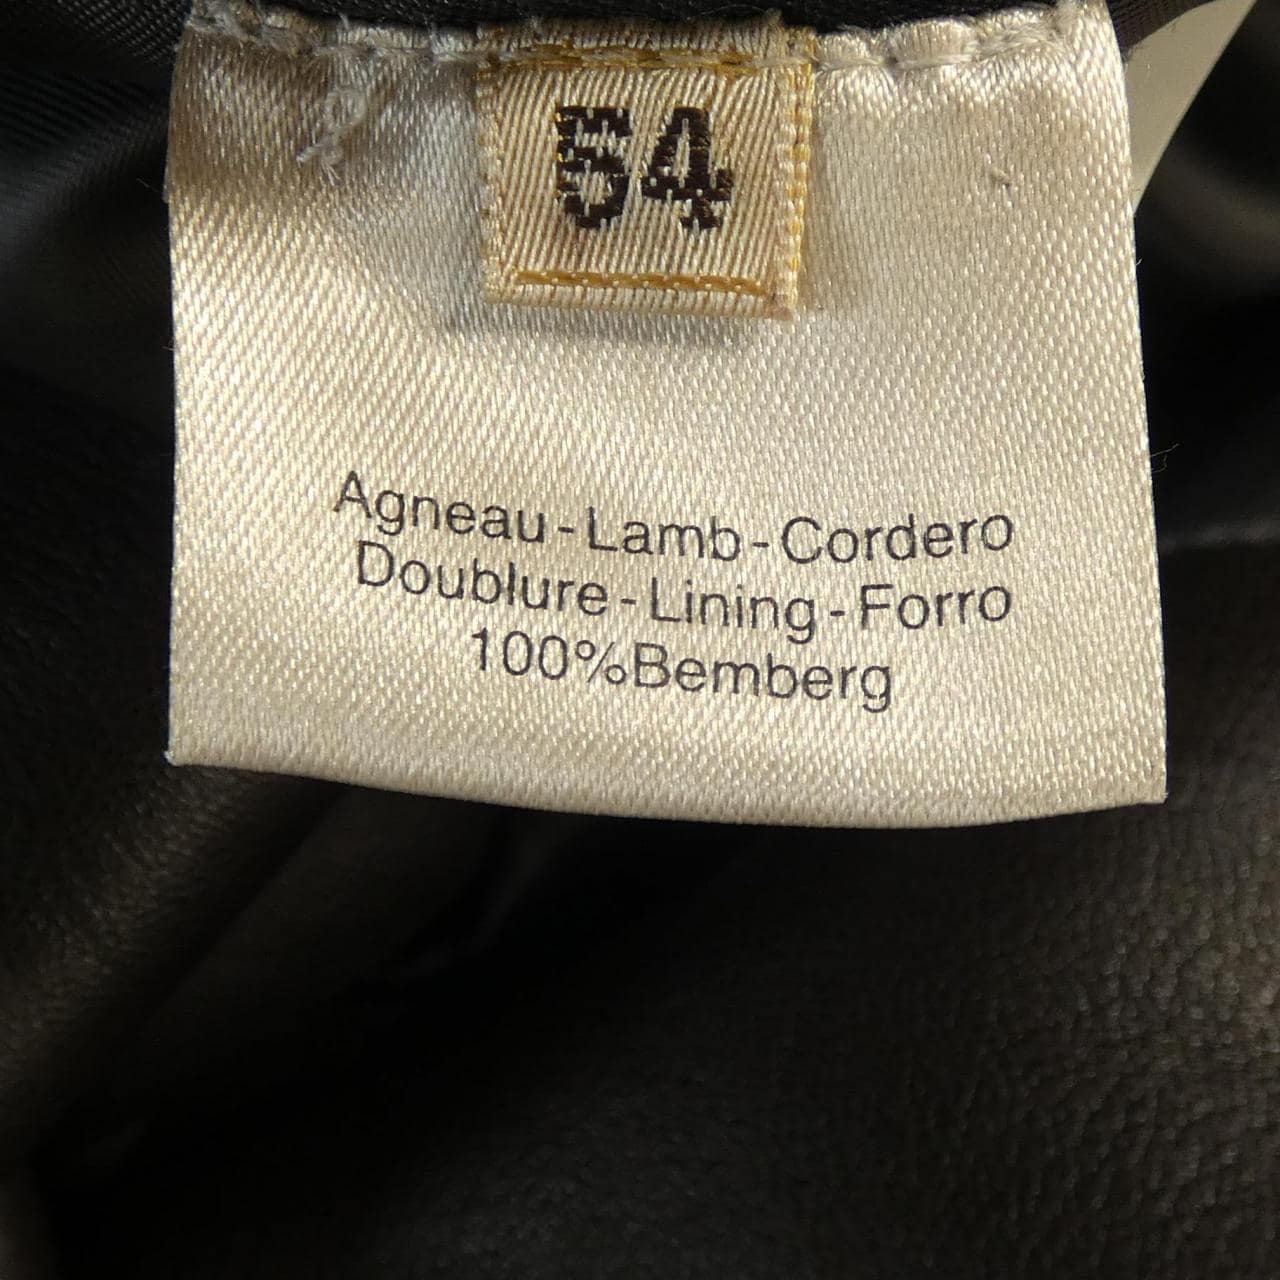 54
Agneau-Lamb-Cordero
Doublure-Lining-Forro
100%Bemberg